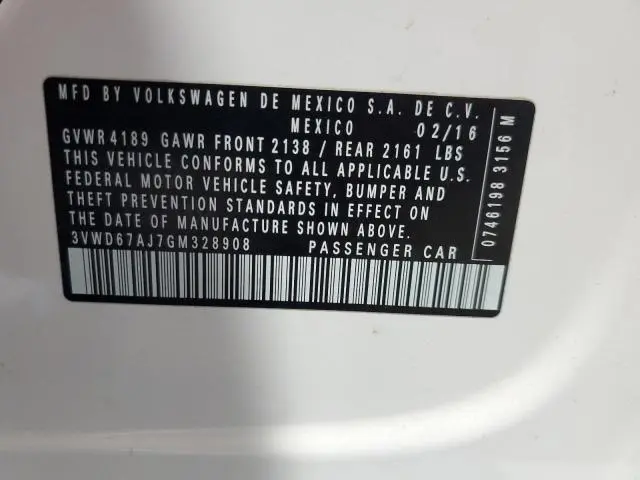 MFD BY VOLKSWAGEN DE MEXICO S.A. DE C.V.
MEXICO 02/16
GVWR 4189 GAWR FRONT 2138 / REAR 2161 LBS
THIS VEHICLE CONFORMS TO ALL APPLICABLE U.S.
FEDERAL MOTOR VEHICLE SAFETY, BUMPER AND
THEFT PREVENTION STANDARDS IN EFFECT ON
THE DATE OF MANUFACTURE SHOWN ABOVE.
3VWD67AJ7GM328908 PASSENGER CAR
0746198 3156 M